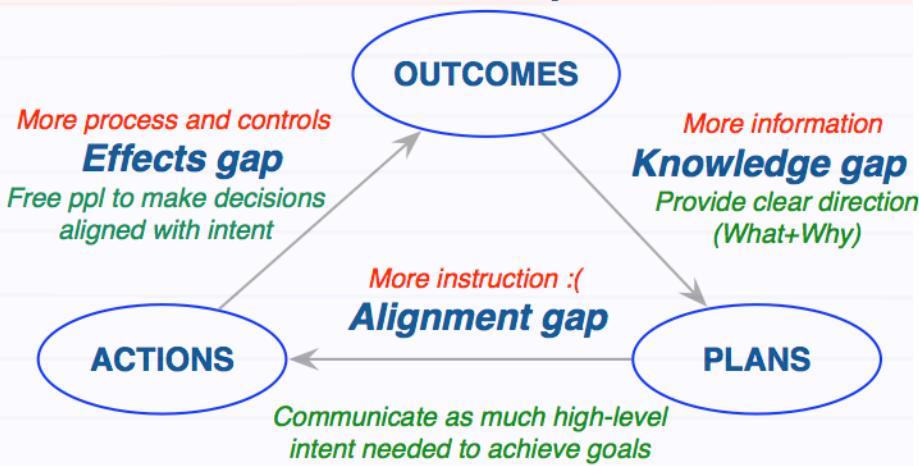 OUTCOMES
More process and controls
Effects gap
Free ppl to make decisions
aligned with intent
More information
Knowledge gap
Provide clear direction
(What+Why)
More instruction :(
Alignment gap
ACTIONS
PLANS
Communicate as much high-level
intent needed to achieve goals